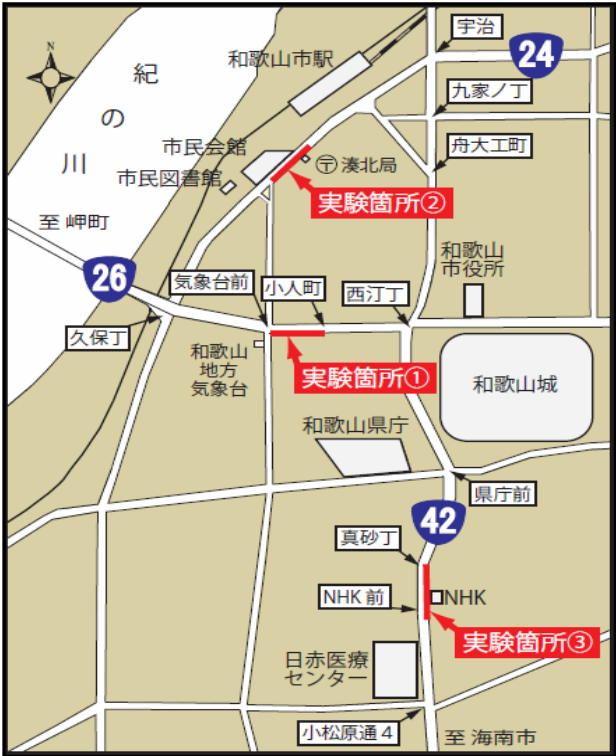 宇治
N
24
和歌山市駅
紀の川
九家ノ丁
市民会館
舟大工町
〒湊北局
市民図書館
実験箇所②
至 岬町
和歌山
市役所
26
気象台前
小人町
西汀丁
久保丁
和歌山
地方
気象台
実験箇所①
和歌山城
和歌山県庁
県庁前
42
真砂丁
NHK 前
NHK
実験箇所③
日赤医療
センター
小松原通４
至 海南市